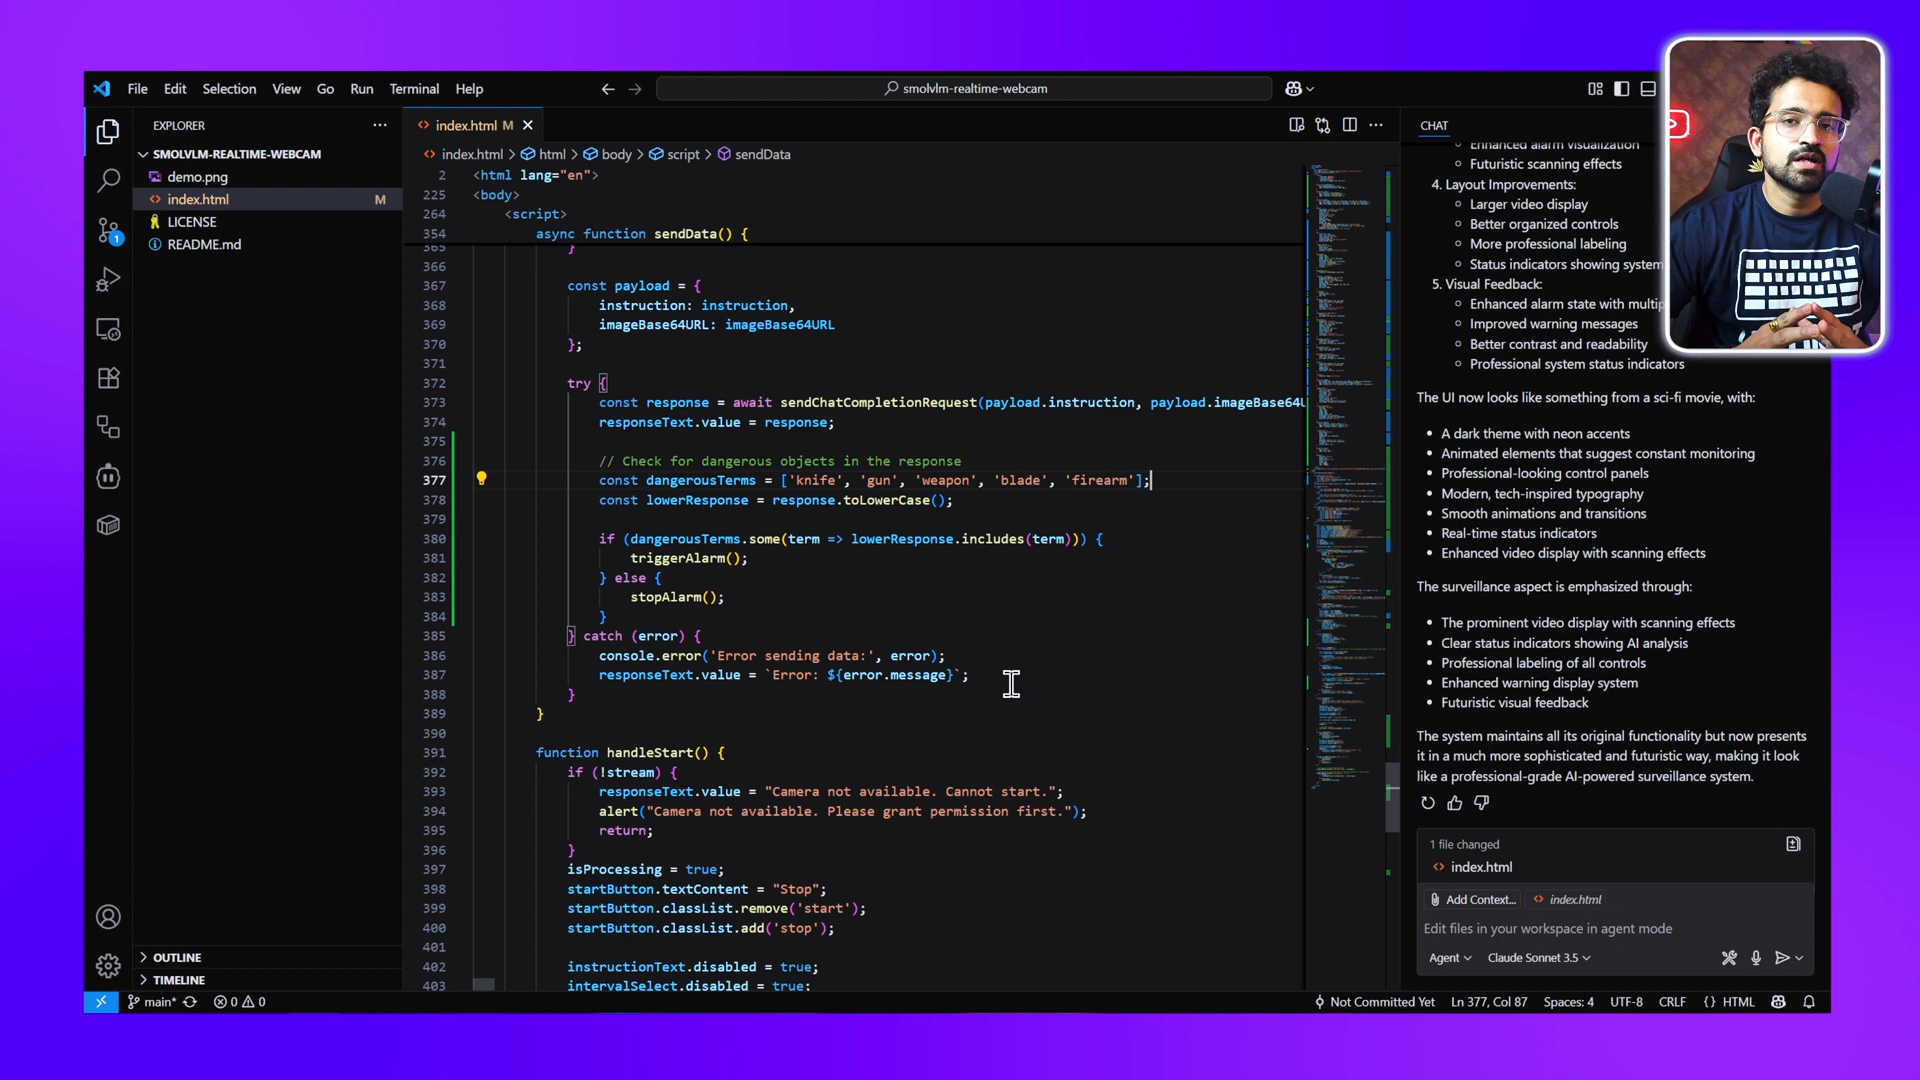 File Edit Selection View Go Run Terminal Help
smolvlm-realtime-webcam
EXPLORER
SMOLVLM-REALTIME-WEBCAM
demo.png
index.html M
LICENSE
README.md
OUTLINE
TIMELINE
index.html M
index.html > html > body > script > sendData
2 <html lang="en">
225 <body>
264 <script>
354 async function sendData() {
365 }
366
367 const payload = {
368 instruction: instruction,
369 imageBase64URL: imageBase64URL
370 };
371
372 try {
373 const response = await sendChatCompletionRequest(payload.instruction, payload.imageBase64U
374 responseText.value = response;
375
376 // Check for dangerous objects in the response
377 const dangerousTerms = ['knife', 'gun', 'weapon', 'blade', 'firearm'];
378 const lowerResponse = response.toLowerCase();
379
380 if (dangerousTerms.some(term => lowerResponse.includes(term))) {
381 triggerAlarm();
382 } else {
383 stopAlarm();
384 }
385 } catch (error) {
386 console.error('Error sending data:', error);
387 responseText.value = `Error: ${error.message}`;
388 }
389 }
390
391 function handleStart() {
392 if (!stream) {
393 responseText.value = "Camera not available. Cannot start.";
394 alert("Camera not available. Please grant permission first.");
395 return;
396 }
397 isProcessing = true;
398 startButton.textContent = "Stop";
399 startButton.classList.remove('start');
400 startButton.classList.add('stop');
401
402 instructionText.disabled = true;
403 intervalSelect.disabled = true;
CHAT
Enhanced alarm visualization
Futuristic scanning effects
4. Layout Improvements:
Larger video display
Better organized controls
More professional labeling
Status indicators showing system
5. Visual Feedback:
Enhanced alarm state with multip
Improved warning messages
Better contrast and readability
Professional system status indicators
The UI now looks like something from a sci-fi movie, with:
A dark theme with neon accents
Animated elements that suggest constant monitoring
Professional-looking control panels
Modern, tech-inspired typography
Smooth animations and transitions
Real-time status indicators
Enhanced video display with scanning effects
The surveillance aspect is emphasized through:
The prominent video display with scanning effects
Clear status indicators showing AI analysis
Professional labeling of all controls
Enhanced warning display system
Futuristic visual feedback
The system maintains all its original functionality but now presents
it in a much more sophisticated and futuristic way, making it look
like a professional-grade AI-powered surveillance system.
1 file changed
index.html
Add Context... index.html
Edit files in your workspace in agent mode
Agent Claude Sonnet 3.5
1
main* 0 0
Not Committed Yet Ln 377, Col 87 Spaces: 4 UTF-8 CRLF {} HTML